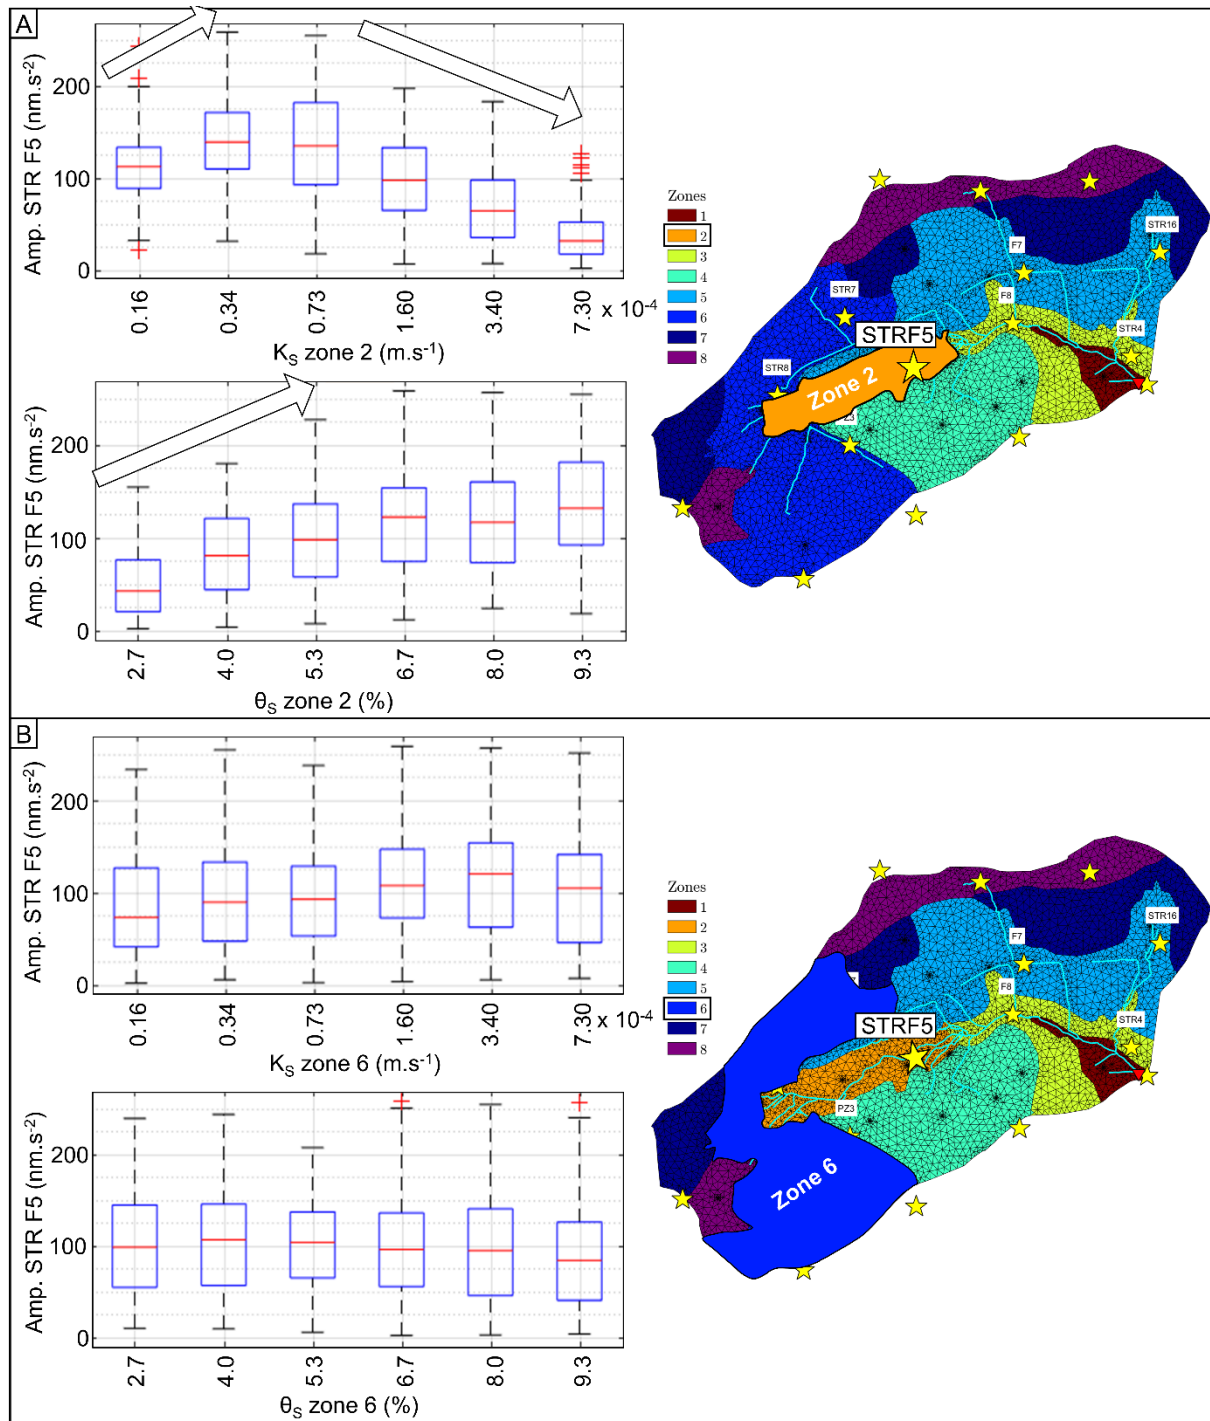 A
Amp. STR F5 (nm.s⁻²)
200
100
0
0.16
0.34
0.73
1.60
3.40
7.30
x 10⁻⁴
K_S zone 2 (m.s⁻¹)
Amp. STR F5 (nm.s⁻²)
200
100
0
2.7
4.0
5.3
6.7
8.0
9.3
θ_S zone 2 (%)
Zones
1
2
3
4
5
6
7
8
STR16
F7
STR7
F8
STRF5
STR4
STR8
Zone 2
B
Amp. STR F5 (nm.s⁻²)
200
100
0
0.16
0.34
0.73
1.60
3.40
7.30
x 10⁻⁴
K_S zone 6 (m.s⁻¹)
Amp. STR F5 (nm.s⁻²)
200
100
0
2.7
4.0
5.3
6.7
8.0
9.3
θ_S zone 6 (%)
Zones
1
2
3
4
5
6
7
8
STR16
F7
F8
STRF5
STR4
PZ3
Zone 6